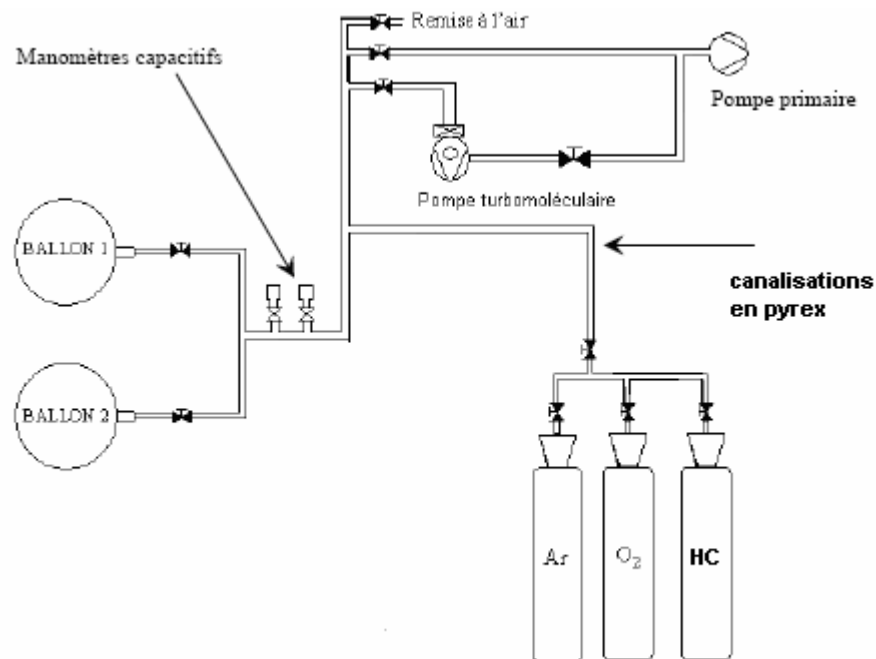 Remise à l'air
Manomètres capacitifs
Pompe primaire
Pompe turbomoléculaire
BALLON 1
canalisations
en pyrex
BALLON 2
Ar
O₂
HC